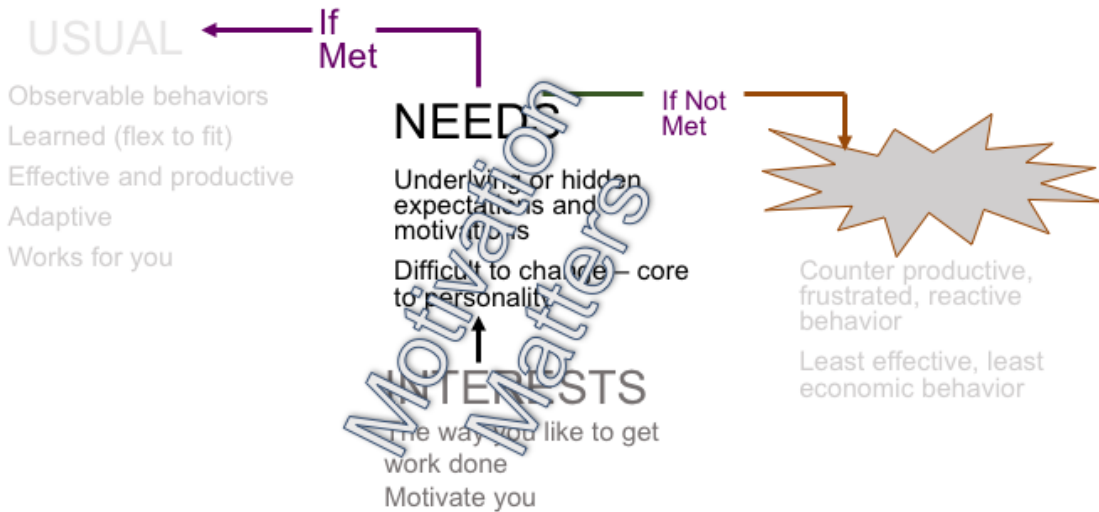 USUAL
Observable behaviors
Learned (flex to fit)
Effective and productive
Adaptive
Works for you
If
Met
NEEDS
Underlying or hidden
expectations and
motivations
Difficult to change – core
to personality
INTERESTS
The way you like to get
work done
Motivate you
Motivation
Matters
If Not
Met
Counter productive,
frustrated, reactive
behavior
Least effective, least
economic behavior